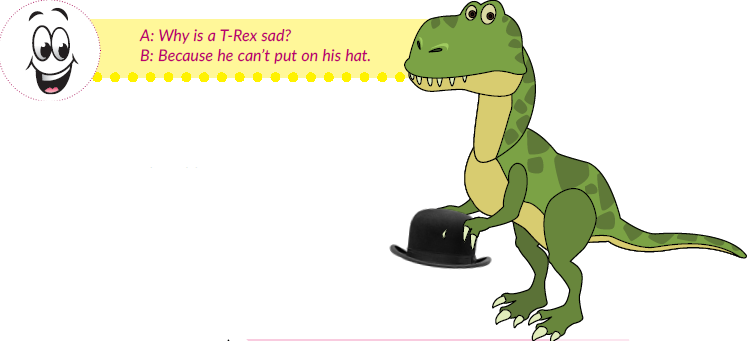 A: Why is a T-Rex sad?
B: Because he can't put on his hat.